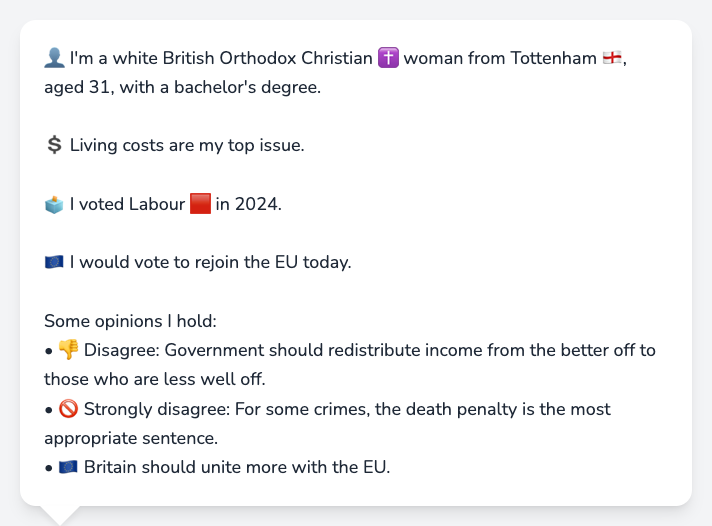 👤 I'm a white British Orthodox Christian ✝️ woman from Tottenham 🏴󠁧󠁢󠁥󠁮󠁧󠁿,
aged 31, with a bachelor's degree.
💲 Living costs are my top issue.
🗳️ I voted Labour 🟥 in 2024.
🇪🇺 I would vote to rejoin the EU today.
Some opinions I hold:
• 👎 Disagree: Government should redistribute income from the better off to
those who are less well off.
• 🚫 Strongly disagree: For some crimes, the death penalty is the most
appropriate sentence.
• 🇪🇺 Britain should unite more with the EU.